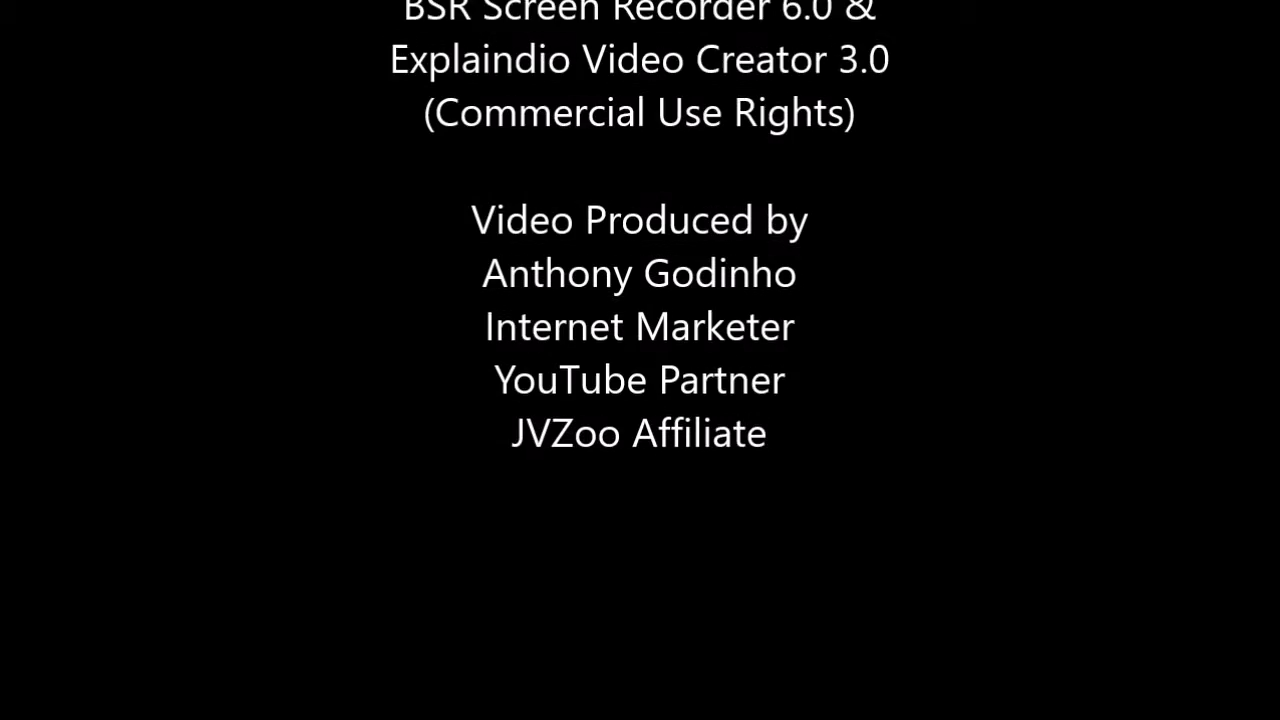 BSR Screen Recorder 6.0 &
Explaindio Video Creator 3.0
(Commercial Use Rights)
Video Produced by
Anthony Godinho
Internet Marketer
YouTube Partner
JVZoo Affiliate